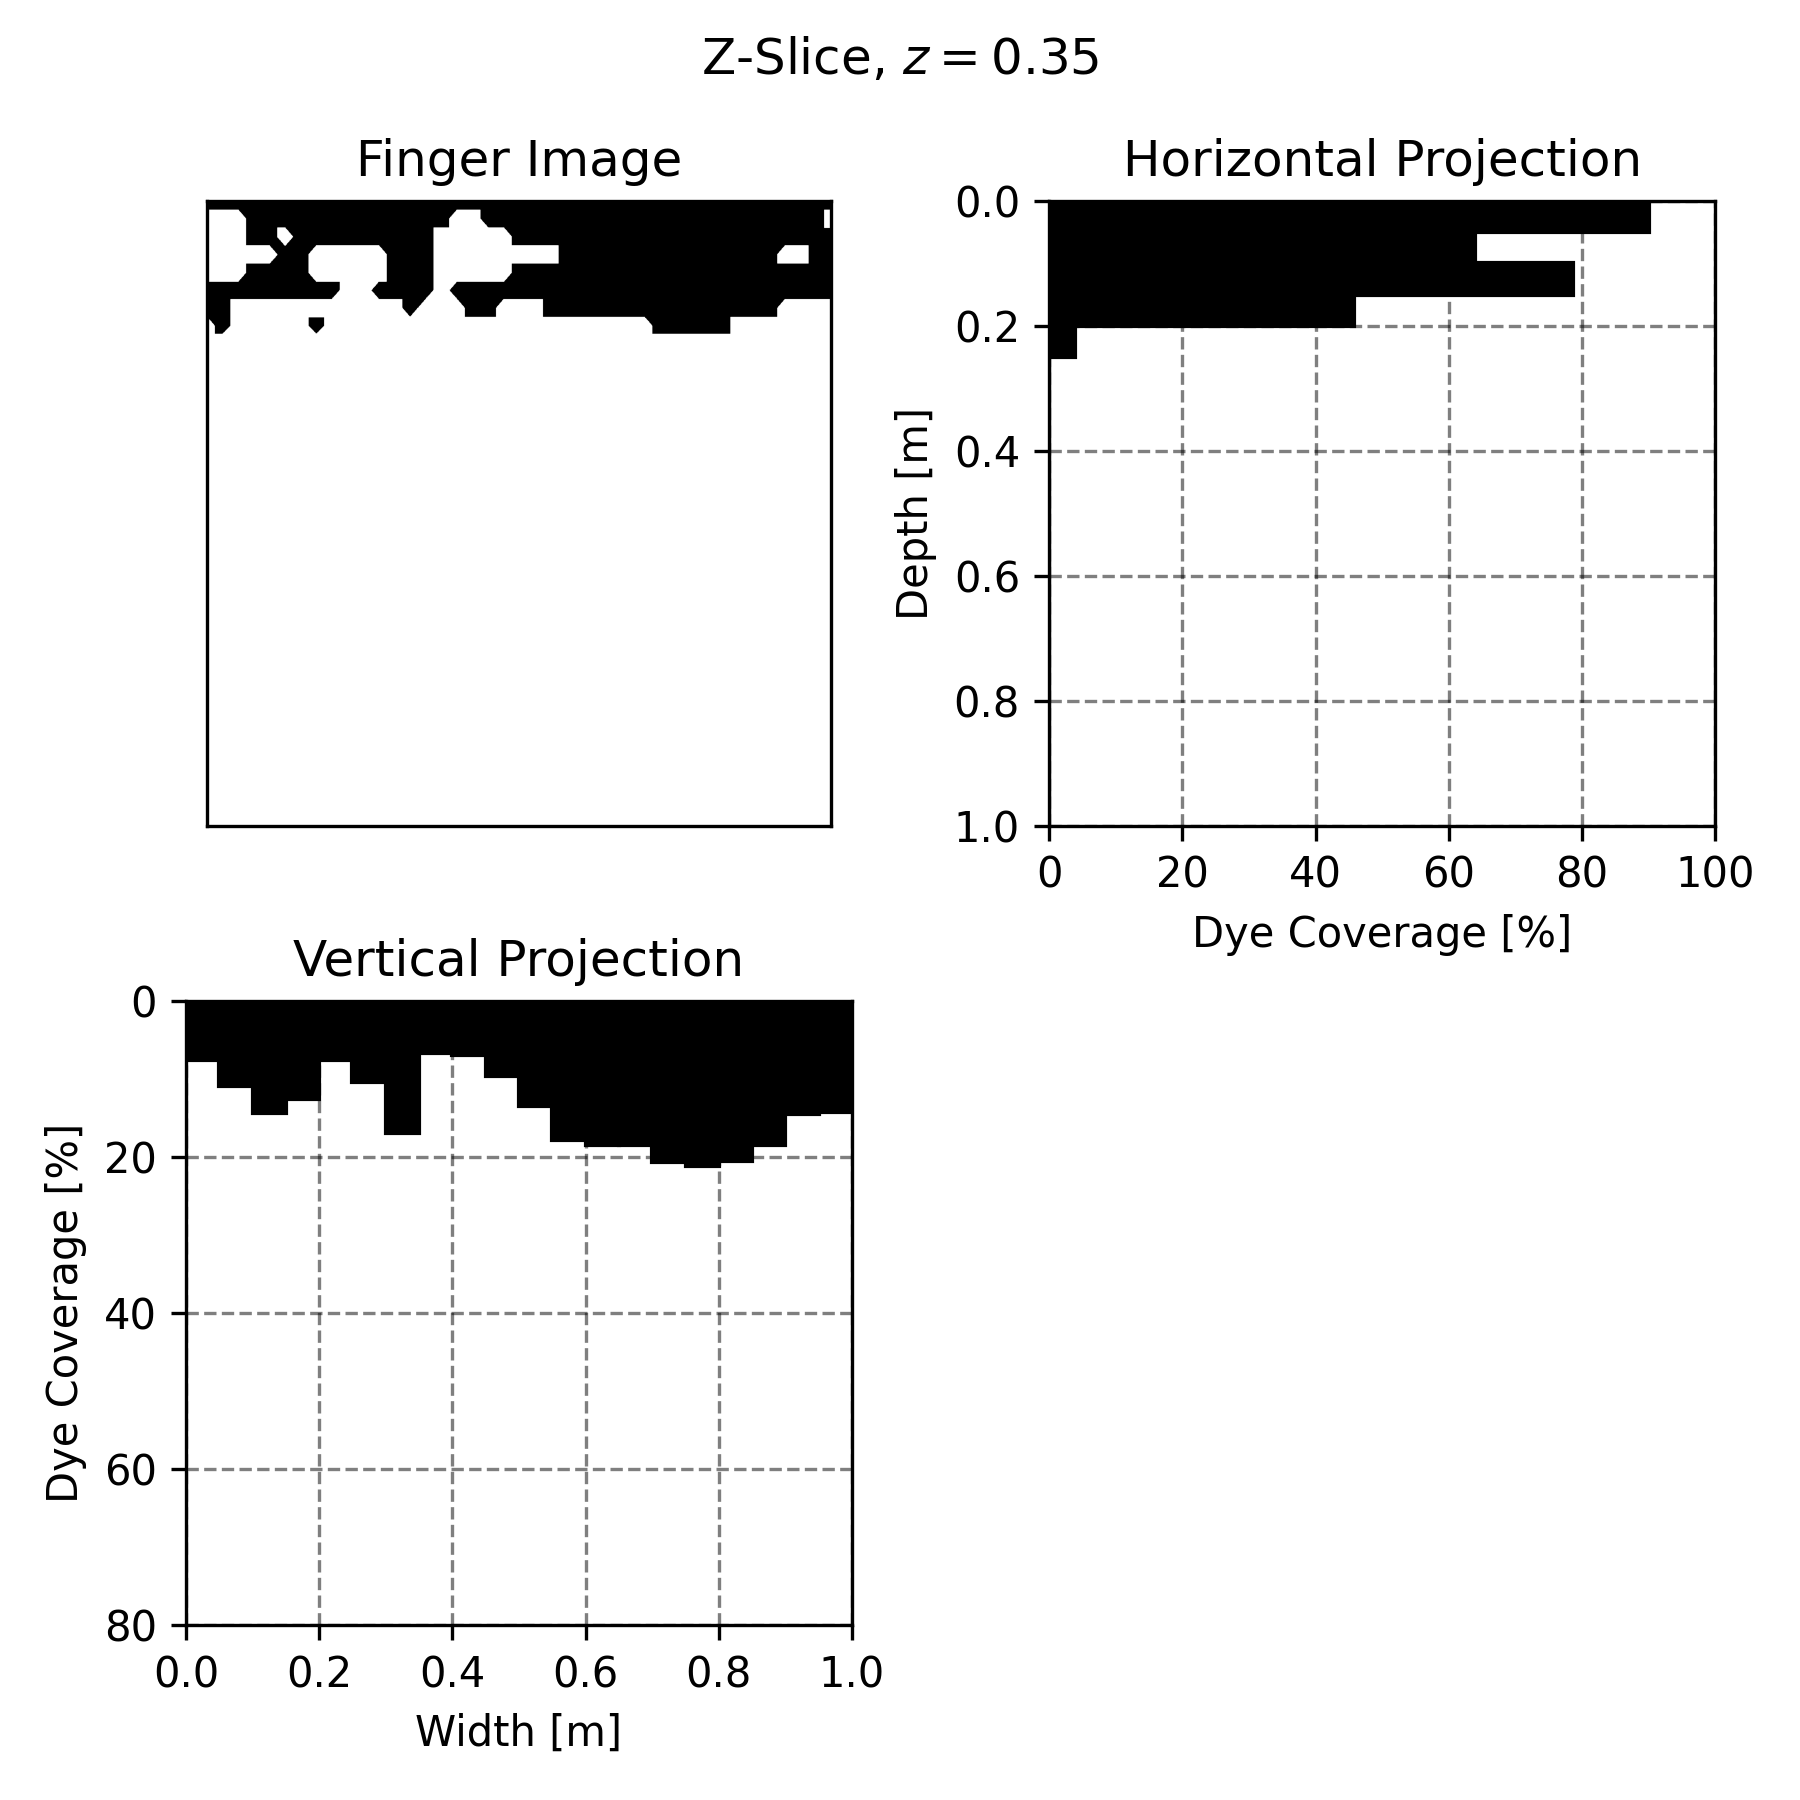 Z-Slice, z = 0.35
Finger Image
Horizontal Projection
0.0
0.2
0.4
0.6
0.8
1.0
Depth [m]
0 20 40 60 80 100
Dye Coverage [%]
Vertical Projection
0
20
40
60
80
Dye Coverage [%]
0.0 0.2 0.4 0.6 0.8 1.0
Width [m]